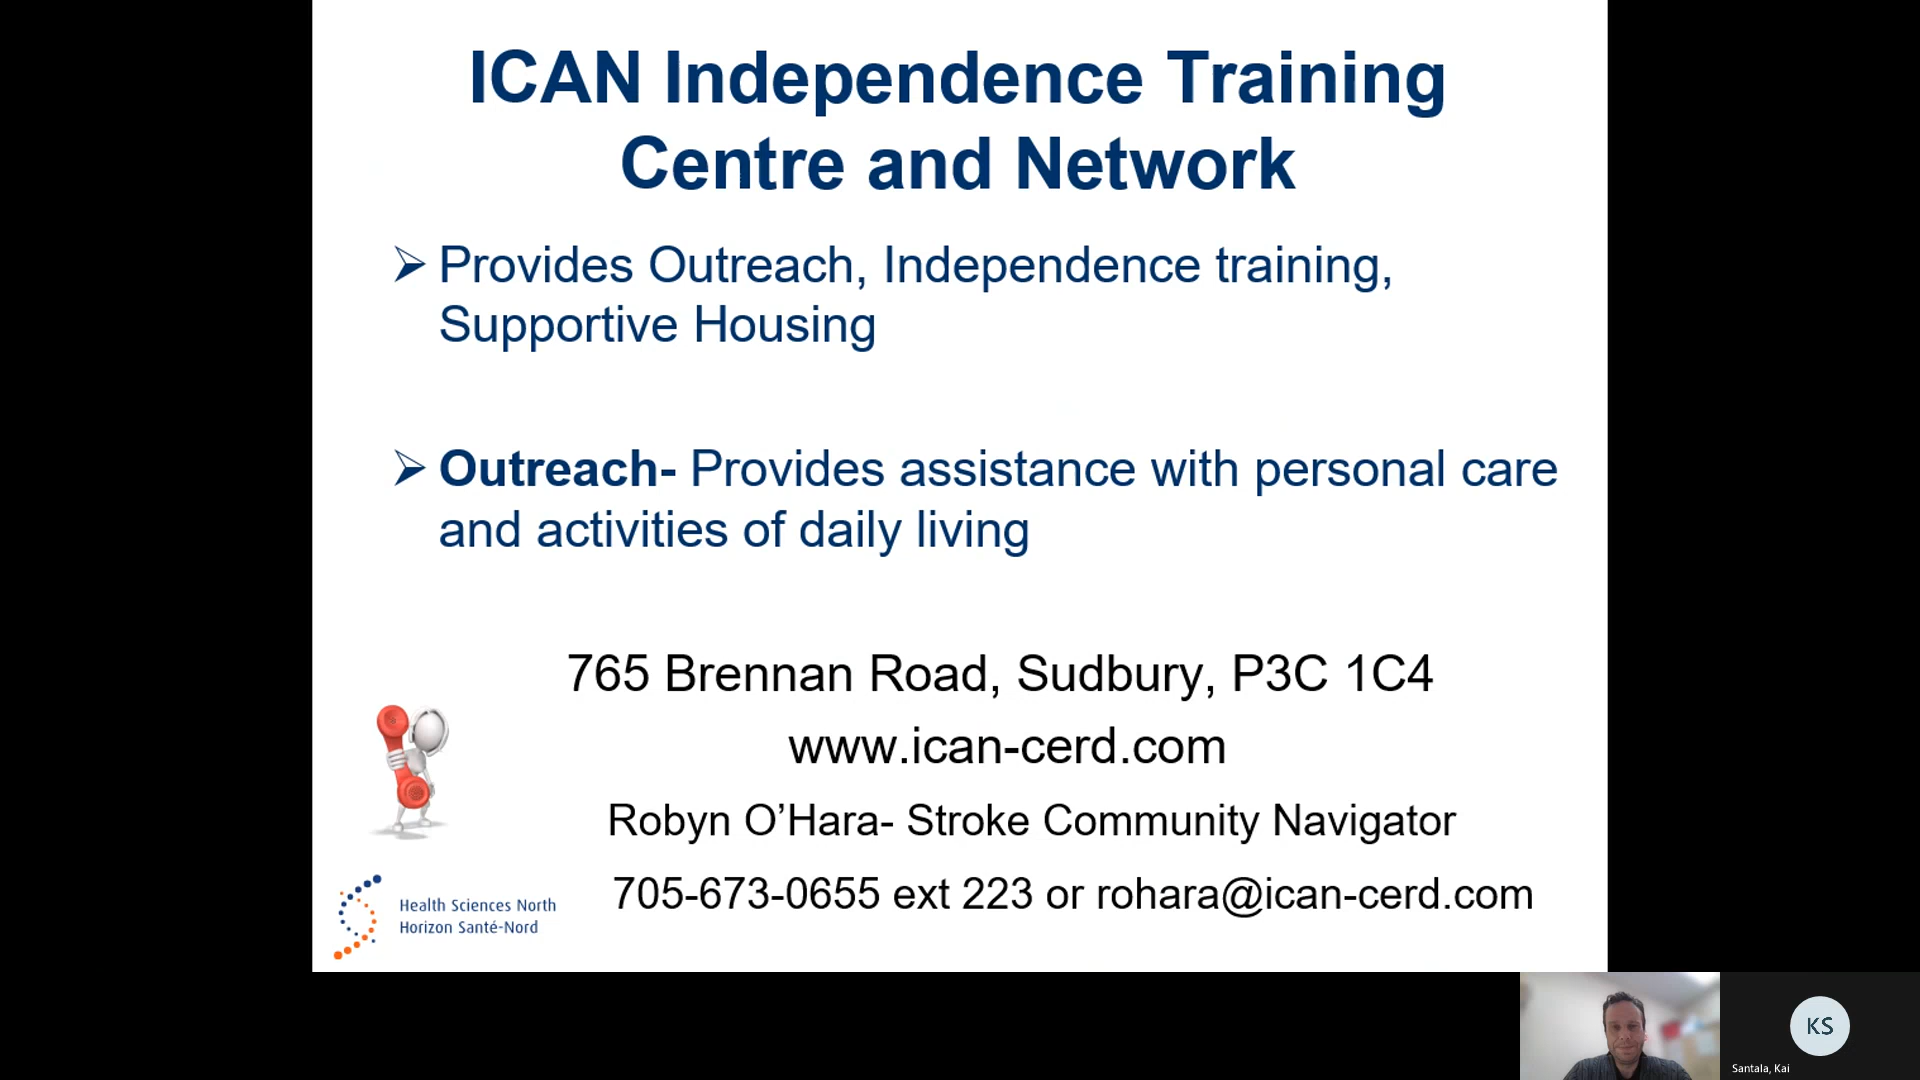 ICAN Independence Training
Centre and Network
Provides Outreach, Independence training,
Supportive Housing
Outreach- Provides assistance with personal care
and activities of daily living
765 Brennan Road, Sudbury, P3C 1C4
www.ican-cerd.com
Robyn O’Hara- Stroke Community Navigator
705-673-0655 ext 223 or rohara@ican-cerd.com
Health Sciences North
Horizon Santé-Nord
KS
Santala, Kai